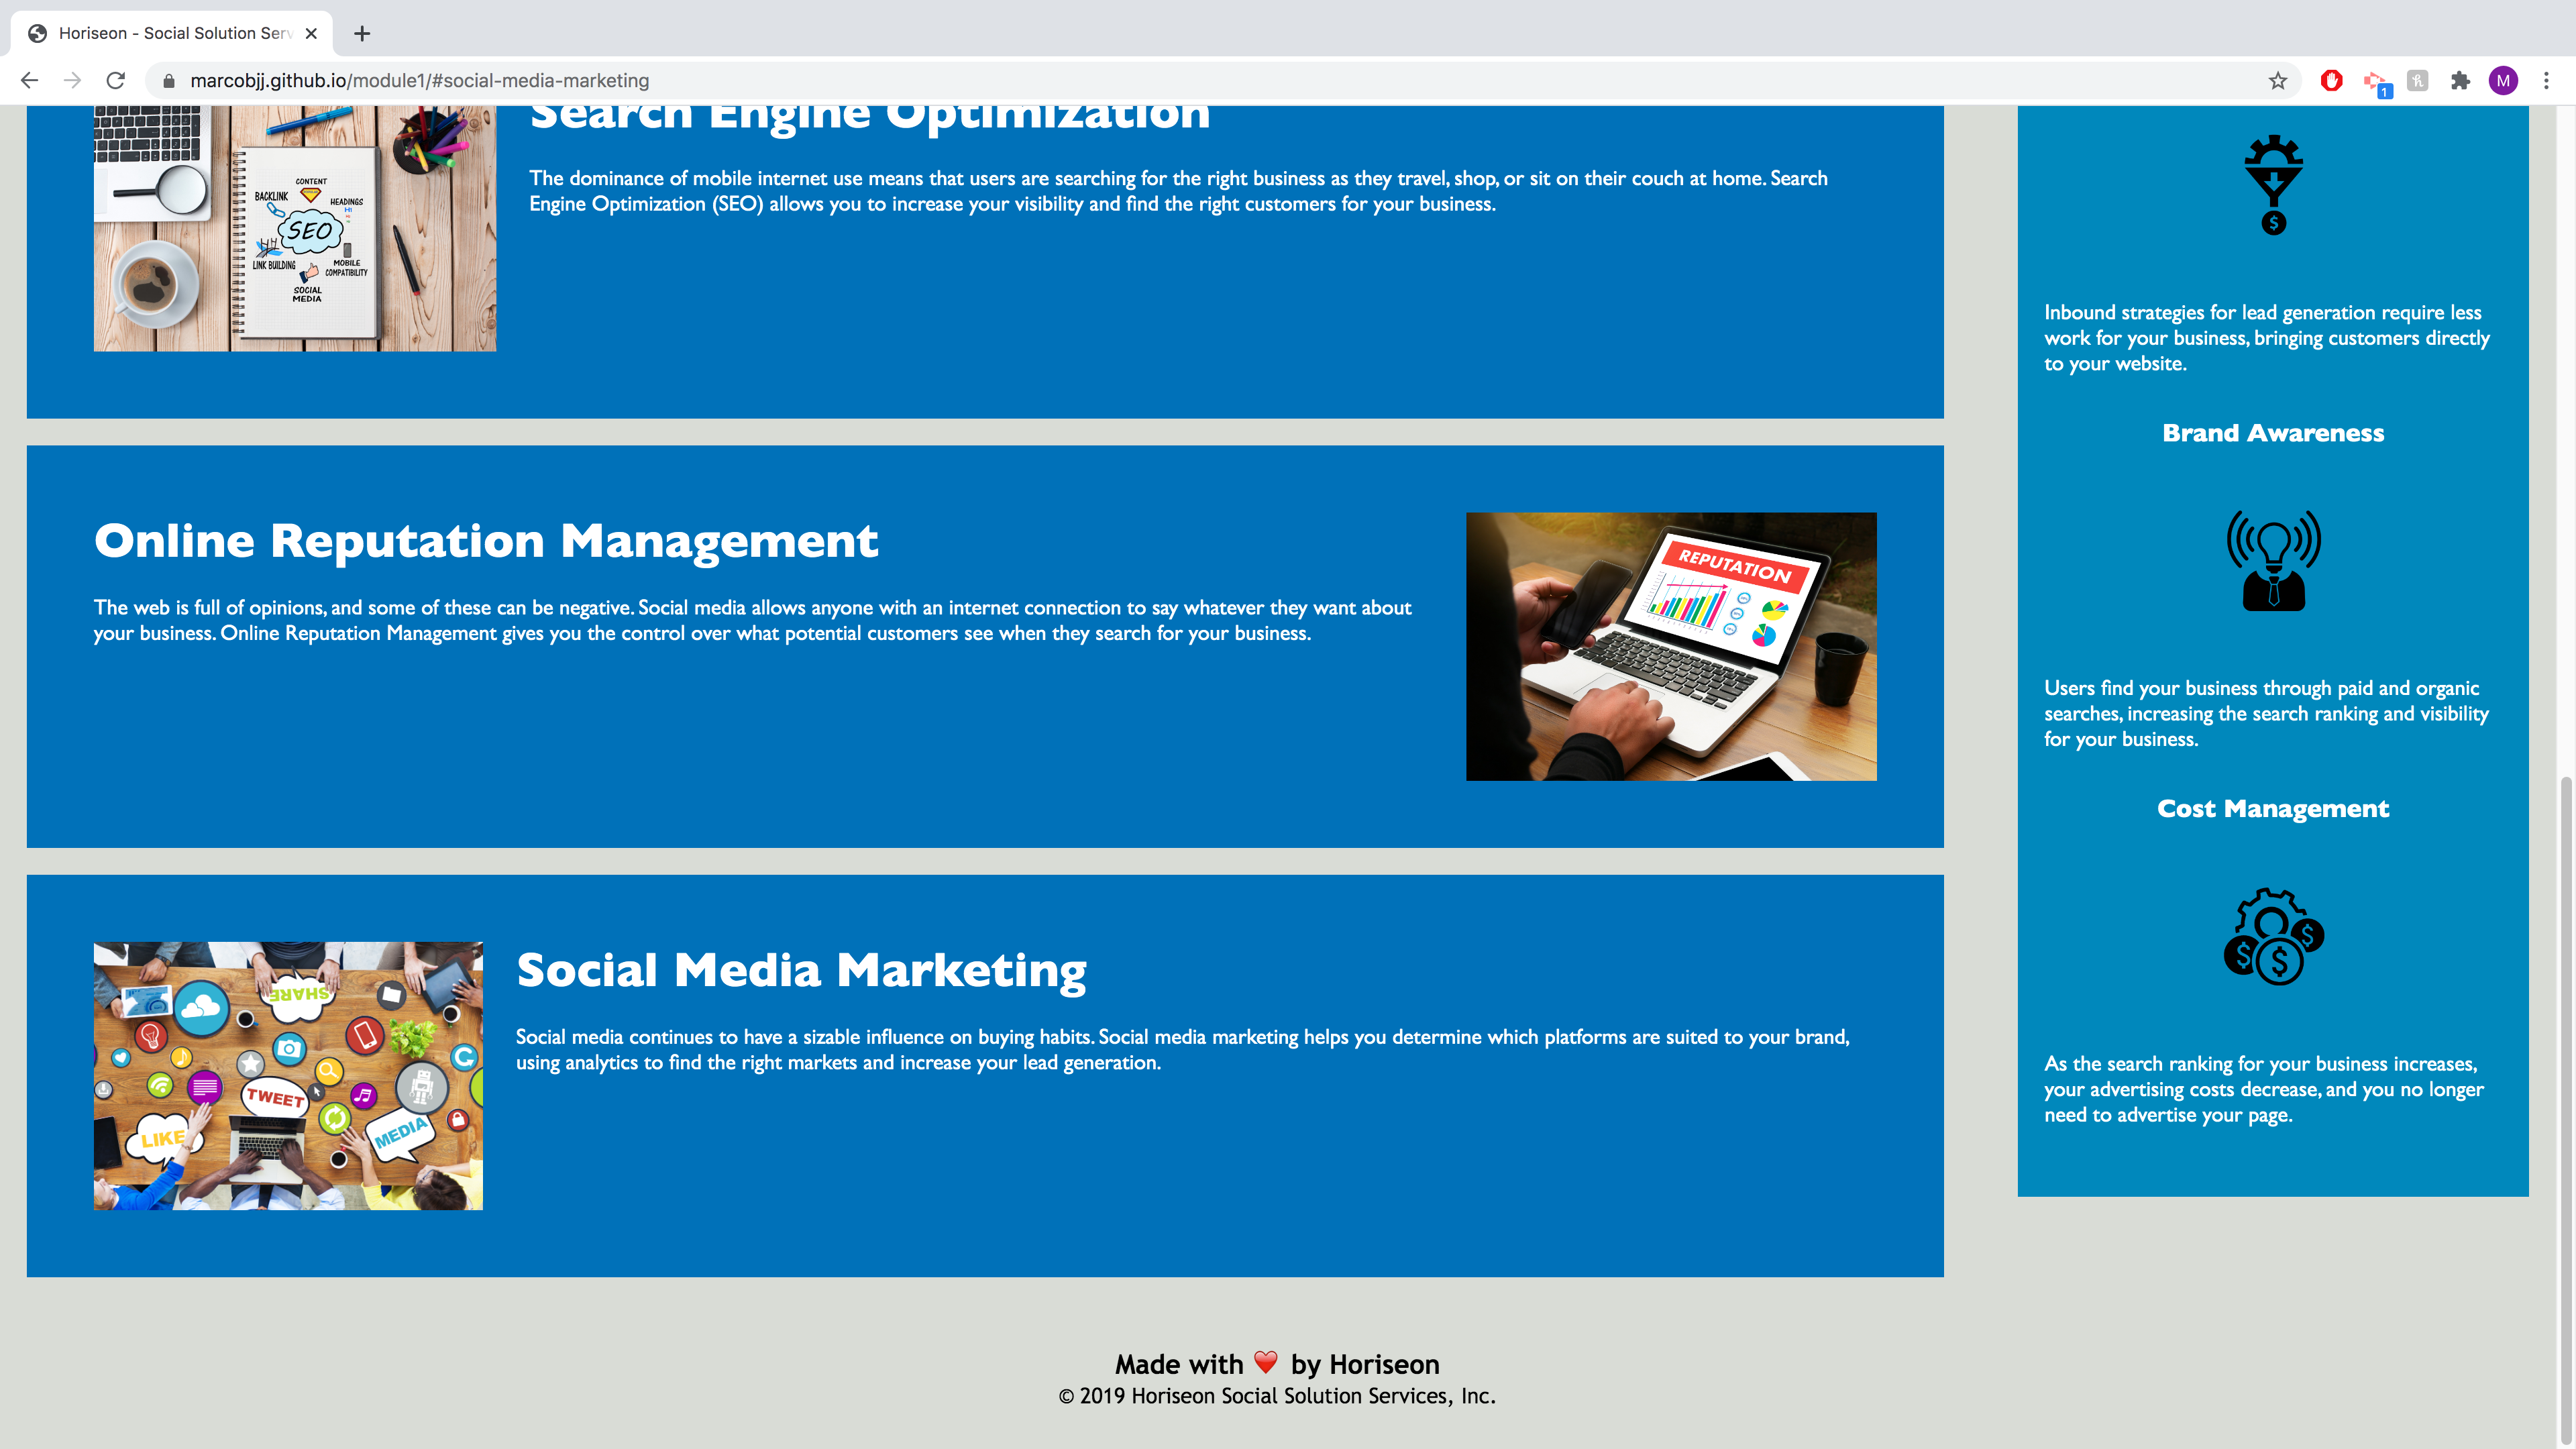 Horiseon - Social Solution Serv
marcobjj.github.io/module1/#social-media-marketing
1
M
Search Engine Optimization
The dominance of mobile internet use means that users are searching for the right business as they travel, shop, or sit on their couch at home. Search
Engine Optimization (SEO) allows you to increase your visibility and find the right customers for your business.
CONTENT
BACKLINK
HEADINGS
H1
SEO
LINK BUILDING
MOBILE
COMPATIBILITY
SOCIAL
MEDIA
Online Reputation Management
The web is full of opinions, and some of these can be negative. Social media allows anyone with an internet connection to say whatever they want about
your business. Online Reputation Management gives you the control over what potential customers see when they search for your business.
REPUTATION
Social Media Marketing
Social media continues to have a sizable influence on buying habits. Social media marketing helps you determine which platforms are suited to your brand,
using analytics to find the right markets and increase your lead generation.
SHARE
TWEET
LIKE
MEDIA
$
Inbound strategies for lead generation require less
work for your business, bringing customers directly
to your website.
Brand Awareness
Users find your business through paid and organic
searches, increasing the search ranking and visibility
for your business.
Cost Management
$ $ $
As the search ranking for your business increases,
your advertising costs decrease, and you no longer
need to advertise your page.
Made with ❤️ by Horiseon
© 2019 Horiseon Social Solution Services, Inc.